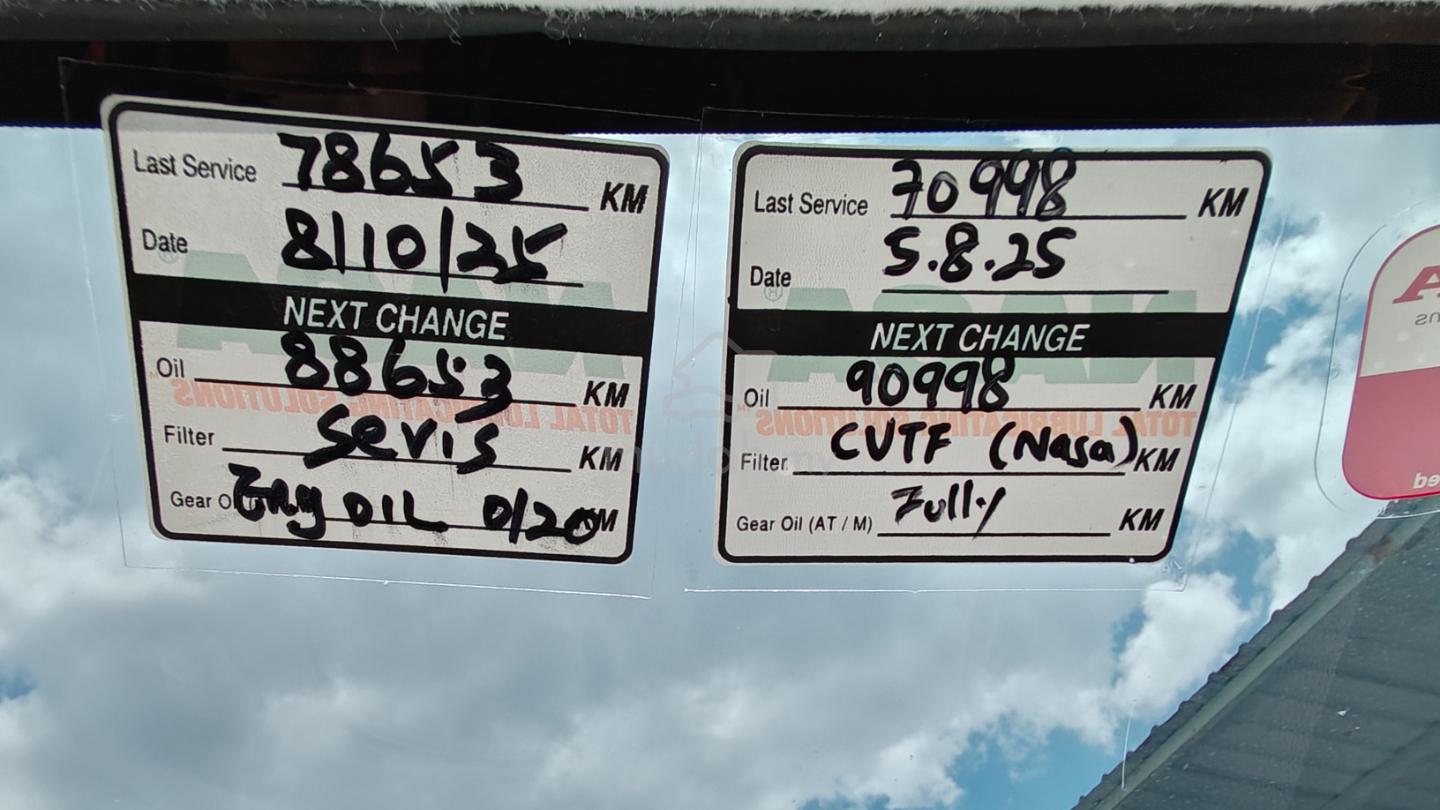 Last Service 78653 KM
Date 8/10/25
NEXT CHANGE
Oil 88653 KM
Filter Sevis KM
Gear O Eng OIL 0/20 KM
TOTAL LUBRICATING SOLUTIONS
Last Service 70998 KM
Date 5.8.25
NEXT CHANGE
Oil 90998 KM
Filter CVTF (Nasa) KM
Gear Oil (AT / M) Fully KM
TOTAL LUBRICATING SOLUTIONS